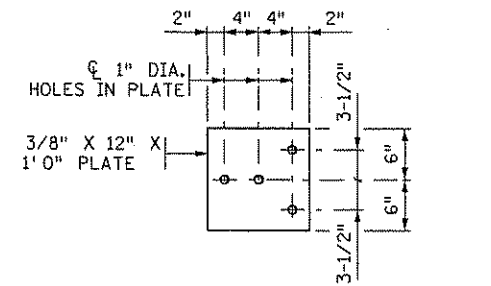 2" 4" 4" 2"
℄ 1" DIA.
HOLES IN PLATE
3/8" X 12" X
1'0" PLATE
3-1/2"
6"
6"
3-1/2"